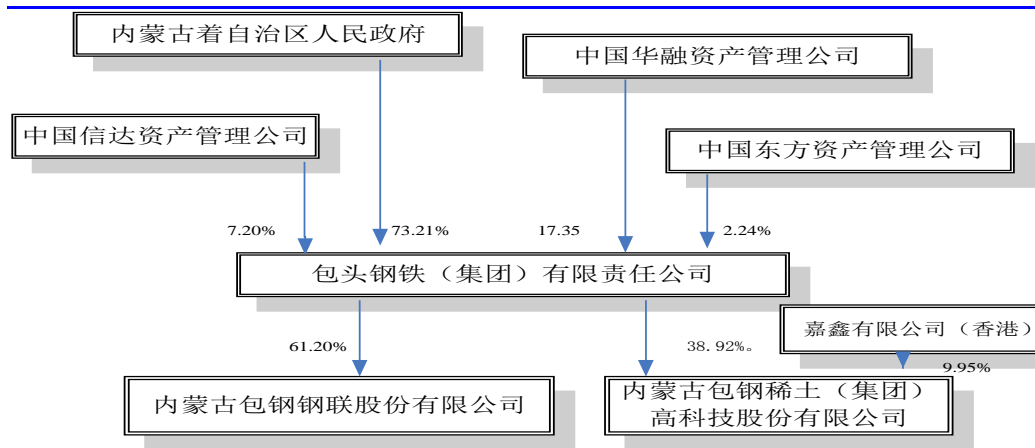 内蒙古着自治区人民政府
中国华融资产管理公司
中国信达资产管理公司
中国东方资产管理公司
7.20%
73.21%
17.35
2.24%
包头钢铁（集团）有限责任公司
嘉鑫有限公司（香港）
61.20%
38.92%。
9.95%
内蒙古包钢钢联股份有限公司
内蒙古包钢稀土（集团）
高科技股份有限公司